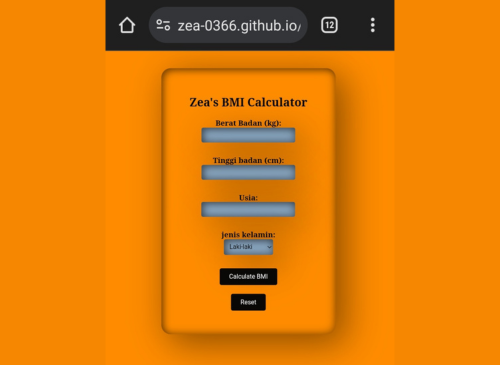 zea-0366.github.io/
12
Zea's BMI Calculator
Berat Badan (kg):
Tinggi badan (cm):
Usia:
jenis kelamin:
Laki-laki
Calculate BMI
Reset